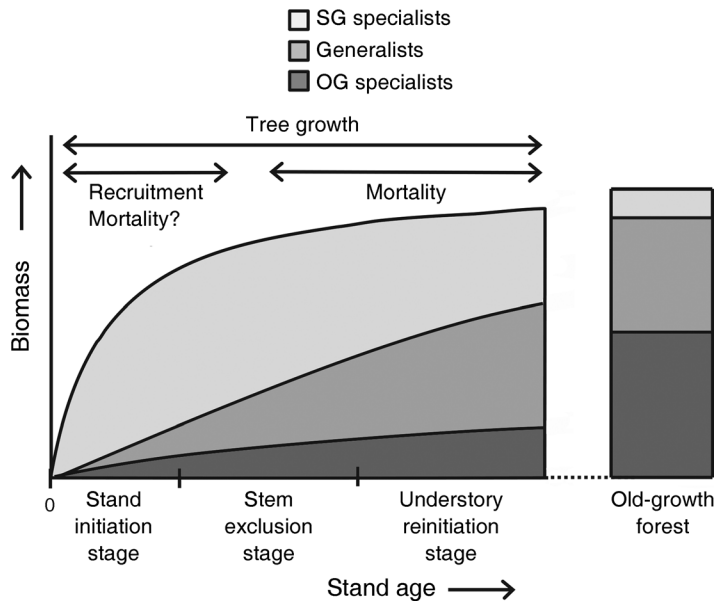 SG specialists
Generalists
OG specialists
Tree growth
Recruitment
Mortality?
Mortality
Biomass
0
Stand
initiation
stage
Stem
exclusion
stage
Understory
reinitiation
stage
Old-growth
forest
Stand age